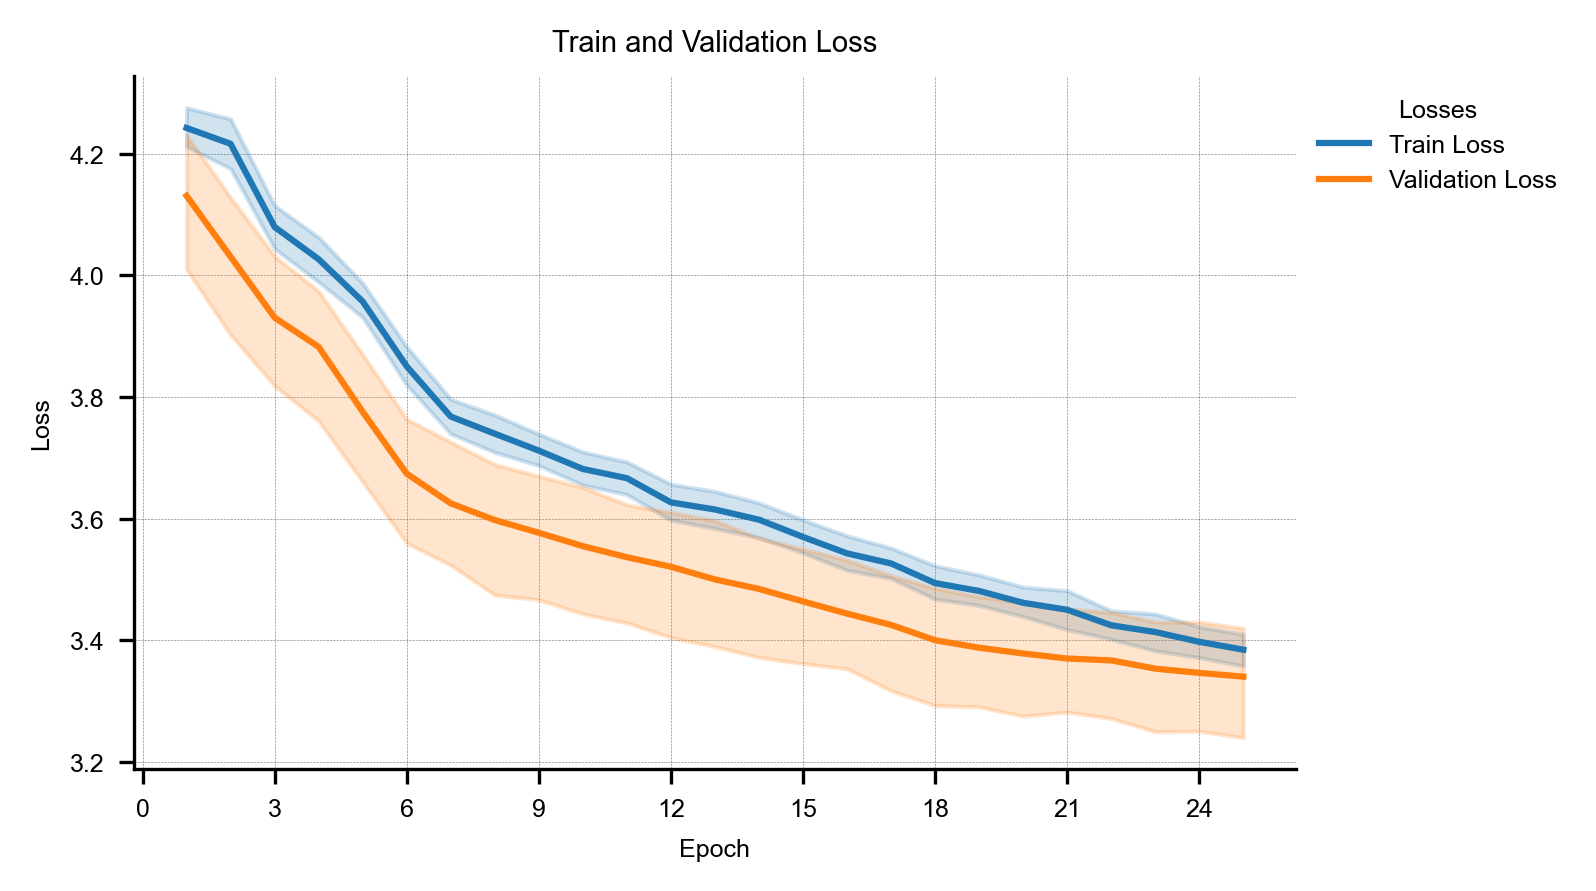 Train and Validation Loss
Losses
Train Loss
Validation Loss
4.2
4.0
3.8
3.6
3.4
3.2
Loss
0 3 6 9 12 15 18 21 24
Epoch